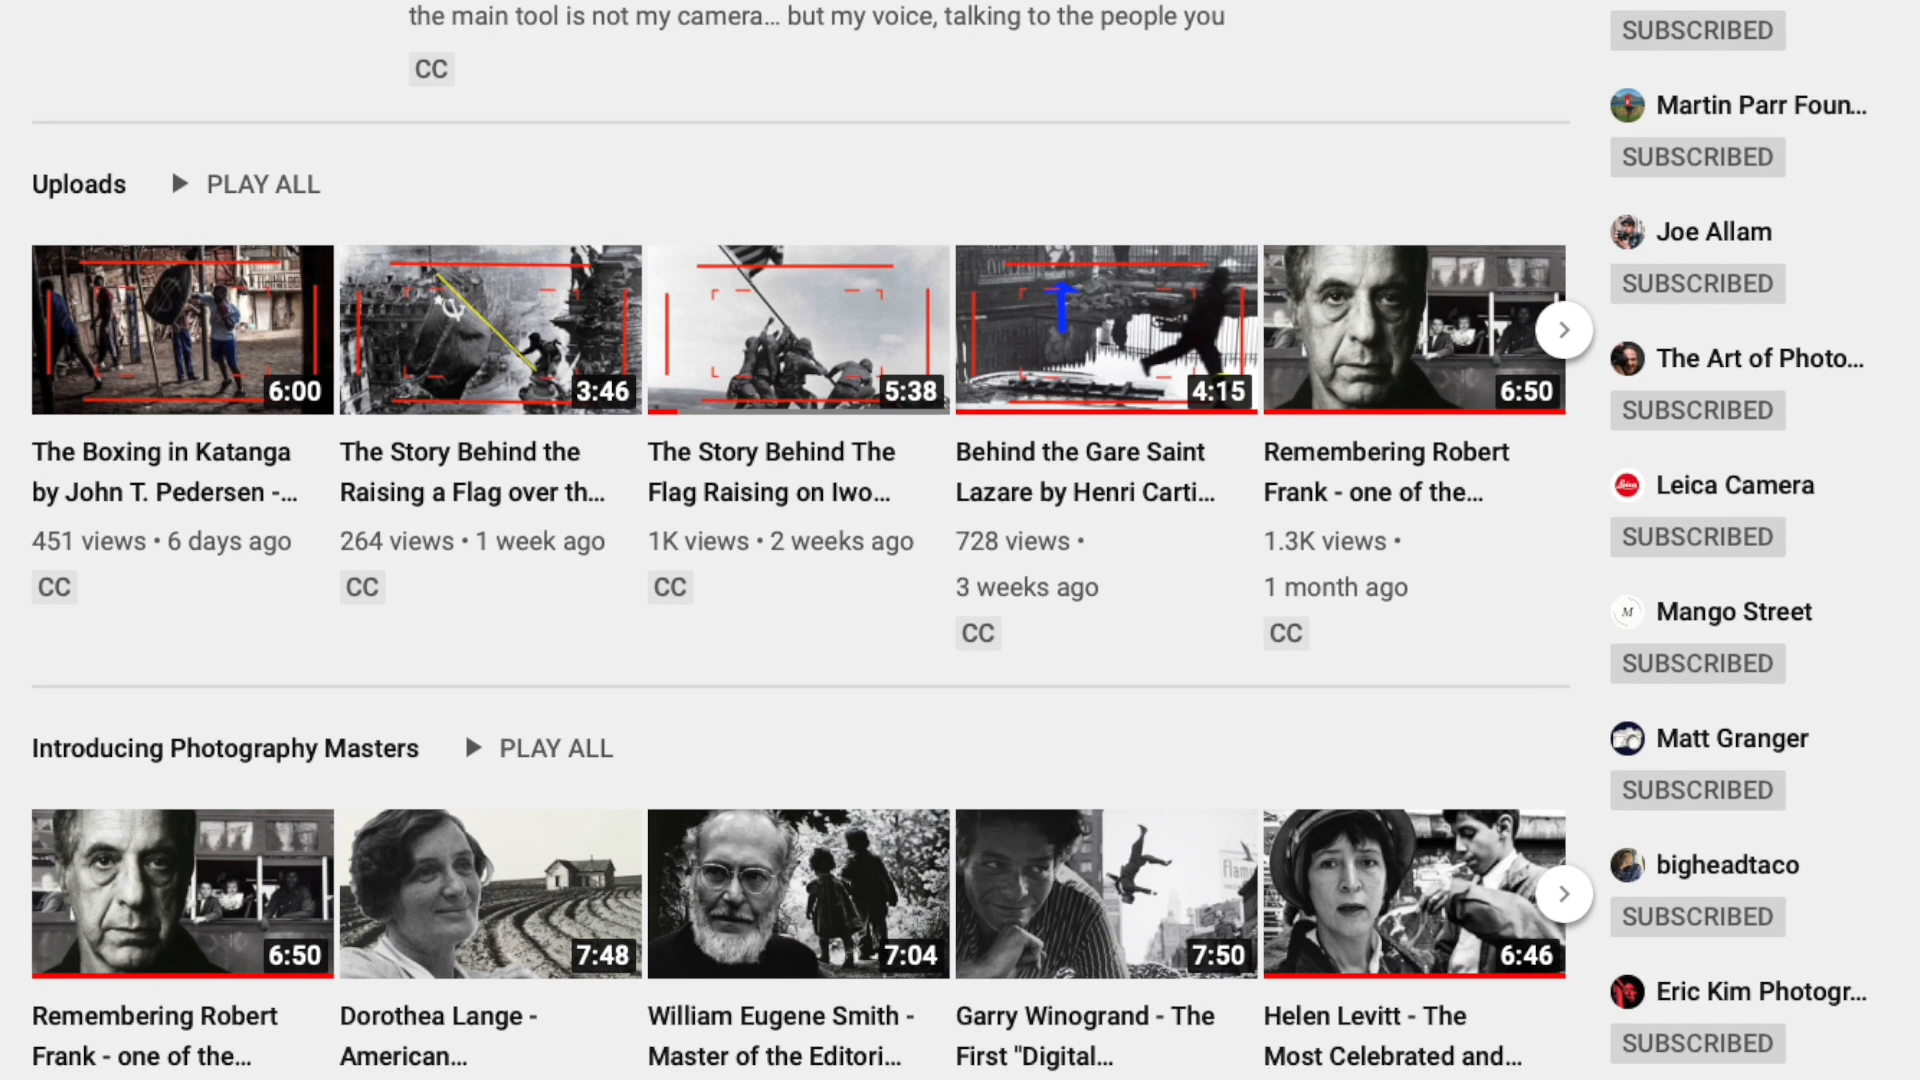 the main tool is not my camera... but my voice, talking to the people you
CC
Uploads
PLAY ALL
6:00
3:46
5:38
4:15
6:50
The Boxing in Katanga
by John T. Pedersen -...
451 views • 6 days ago
CC
The Story Behind the
Raising a Flag over th...
264 views • 1 week ago
CC
The Story Behind The
Flag Raising on Iwo...
1K views • 2 weeks ago
CC
Behind the Gare Saint
Lazare by Henri Carti...
728 views •
3 weeks ago
CC
Remembering Robert
Frank - one of the...
1.3K views •
1 month ago
CC
Introducing Photography Masters
PLAY ALL
6:50
7:48
7:04
Flam
7:50
6:46
Remembering Robert
Frank - one of the...
Dorothea Lange -
American...
William Eugene Smith -
Master of the Editori...
Garry Winogrand - The
First "Digital...
Helen Levitt - The
Most Celebrated and...
SUBSCRIBED
Martin Parr Foun...
SUBSCRIBED
Joe Allam
SUBSCRIBED
The Art of Photo...
SUBSCRIBED
Leica
Leica Camera
SUBSCRIBED
M
Mango Street
SUBSCRIBED
Matt Granger
SUBSCRIBED
bigheadtaco
SUBSCRIBED
Eric Kim Photogr...
SUBSCRIBED